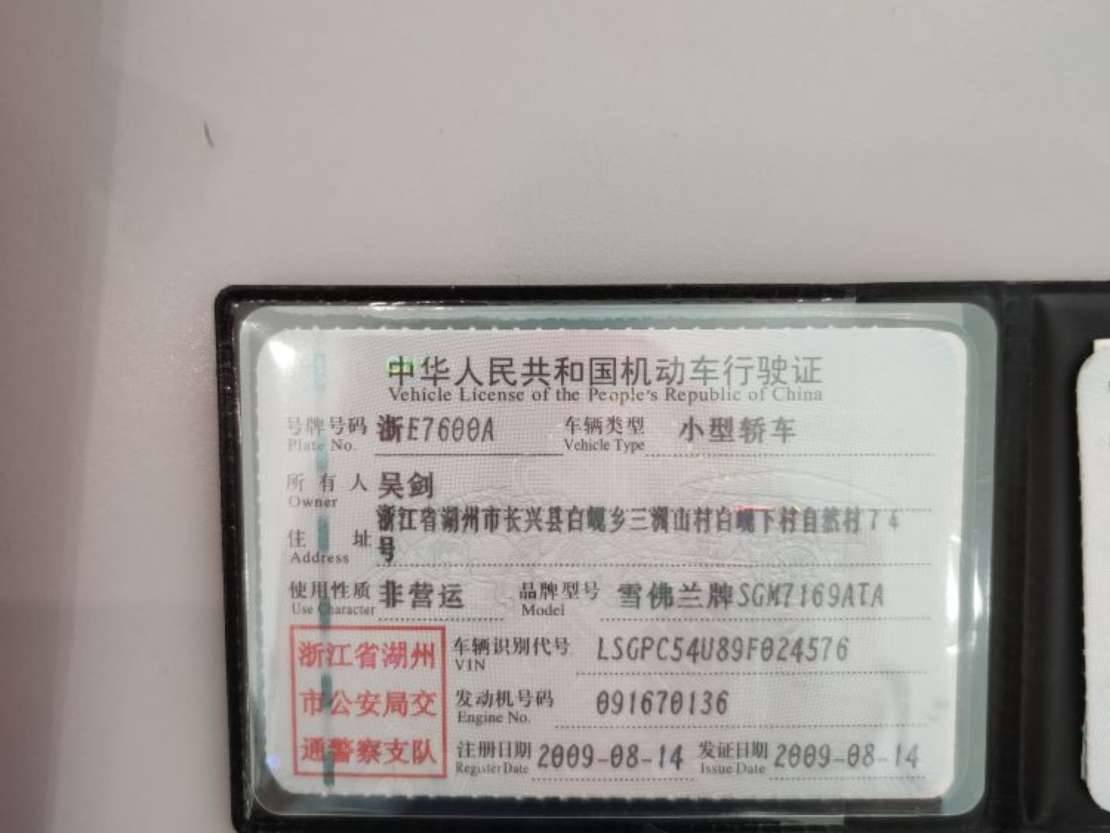 中华人民共和国机动车行驶证
Vehicle License of the People's Republic of China
号牌号码 浙E7600A 车辆类型 小型轿车
Plate No. Vehicle Type
所有人 吴剑
Owner
浙江省湖州市长兴县白岘乡三洞山村白岘下村自然村74
住址 号
Address
使用性质 非营运 品牌型号 雪佛兰牌SGM7169ATA
Use Character Model
浙江省湖州
市公安局交
通警察支队
车辆识别代号 LSGPC54U89F024576
VIN
发动机号码 091670136
Engine No.
注册日期 2009-08-14 发证日期 2009-08-14
Register Date Issue Date